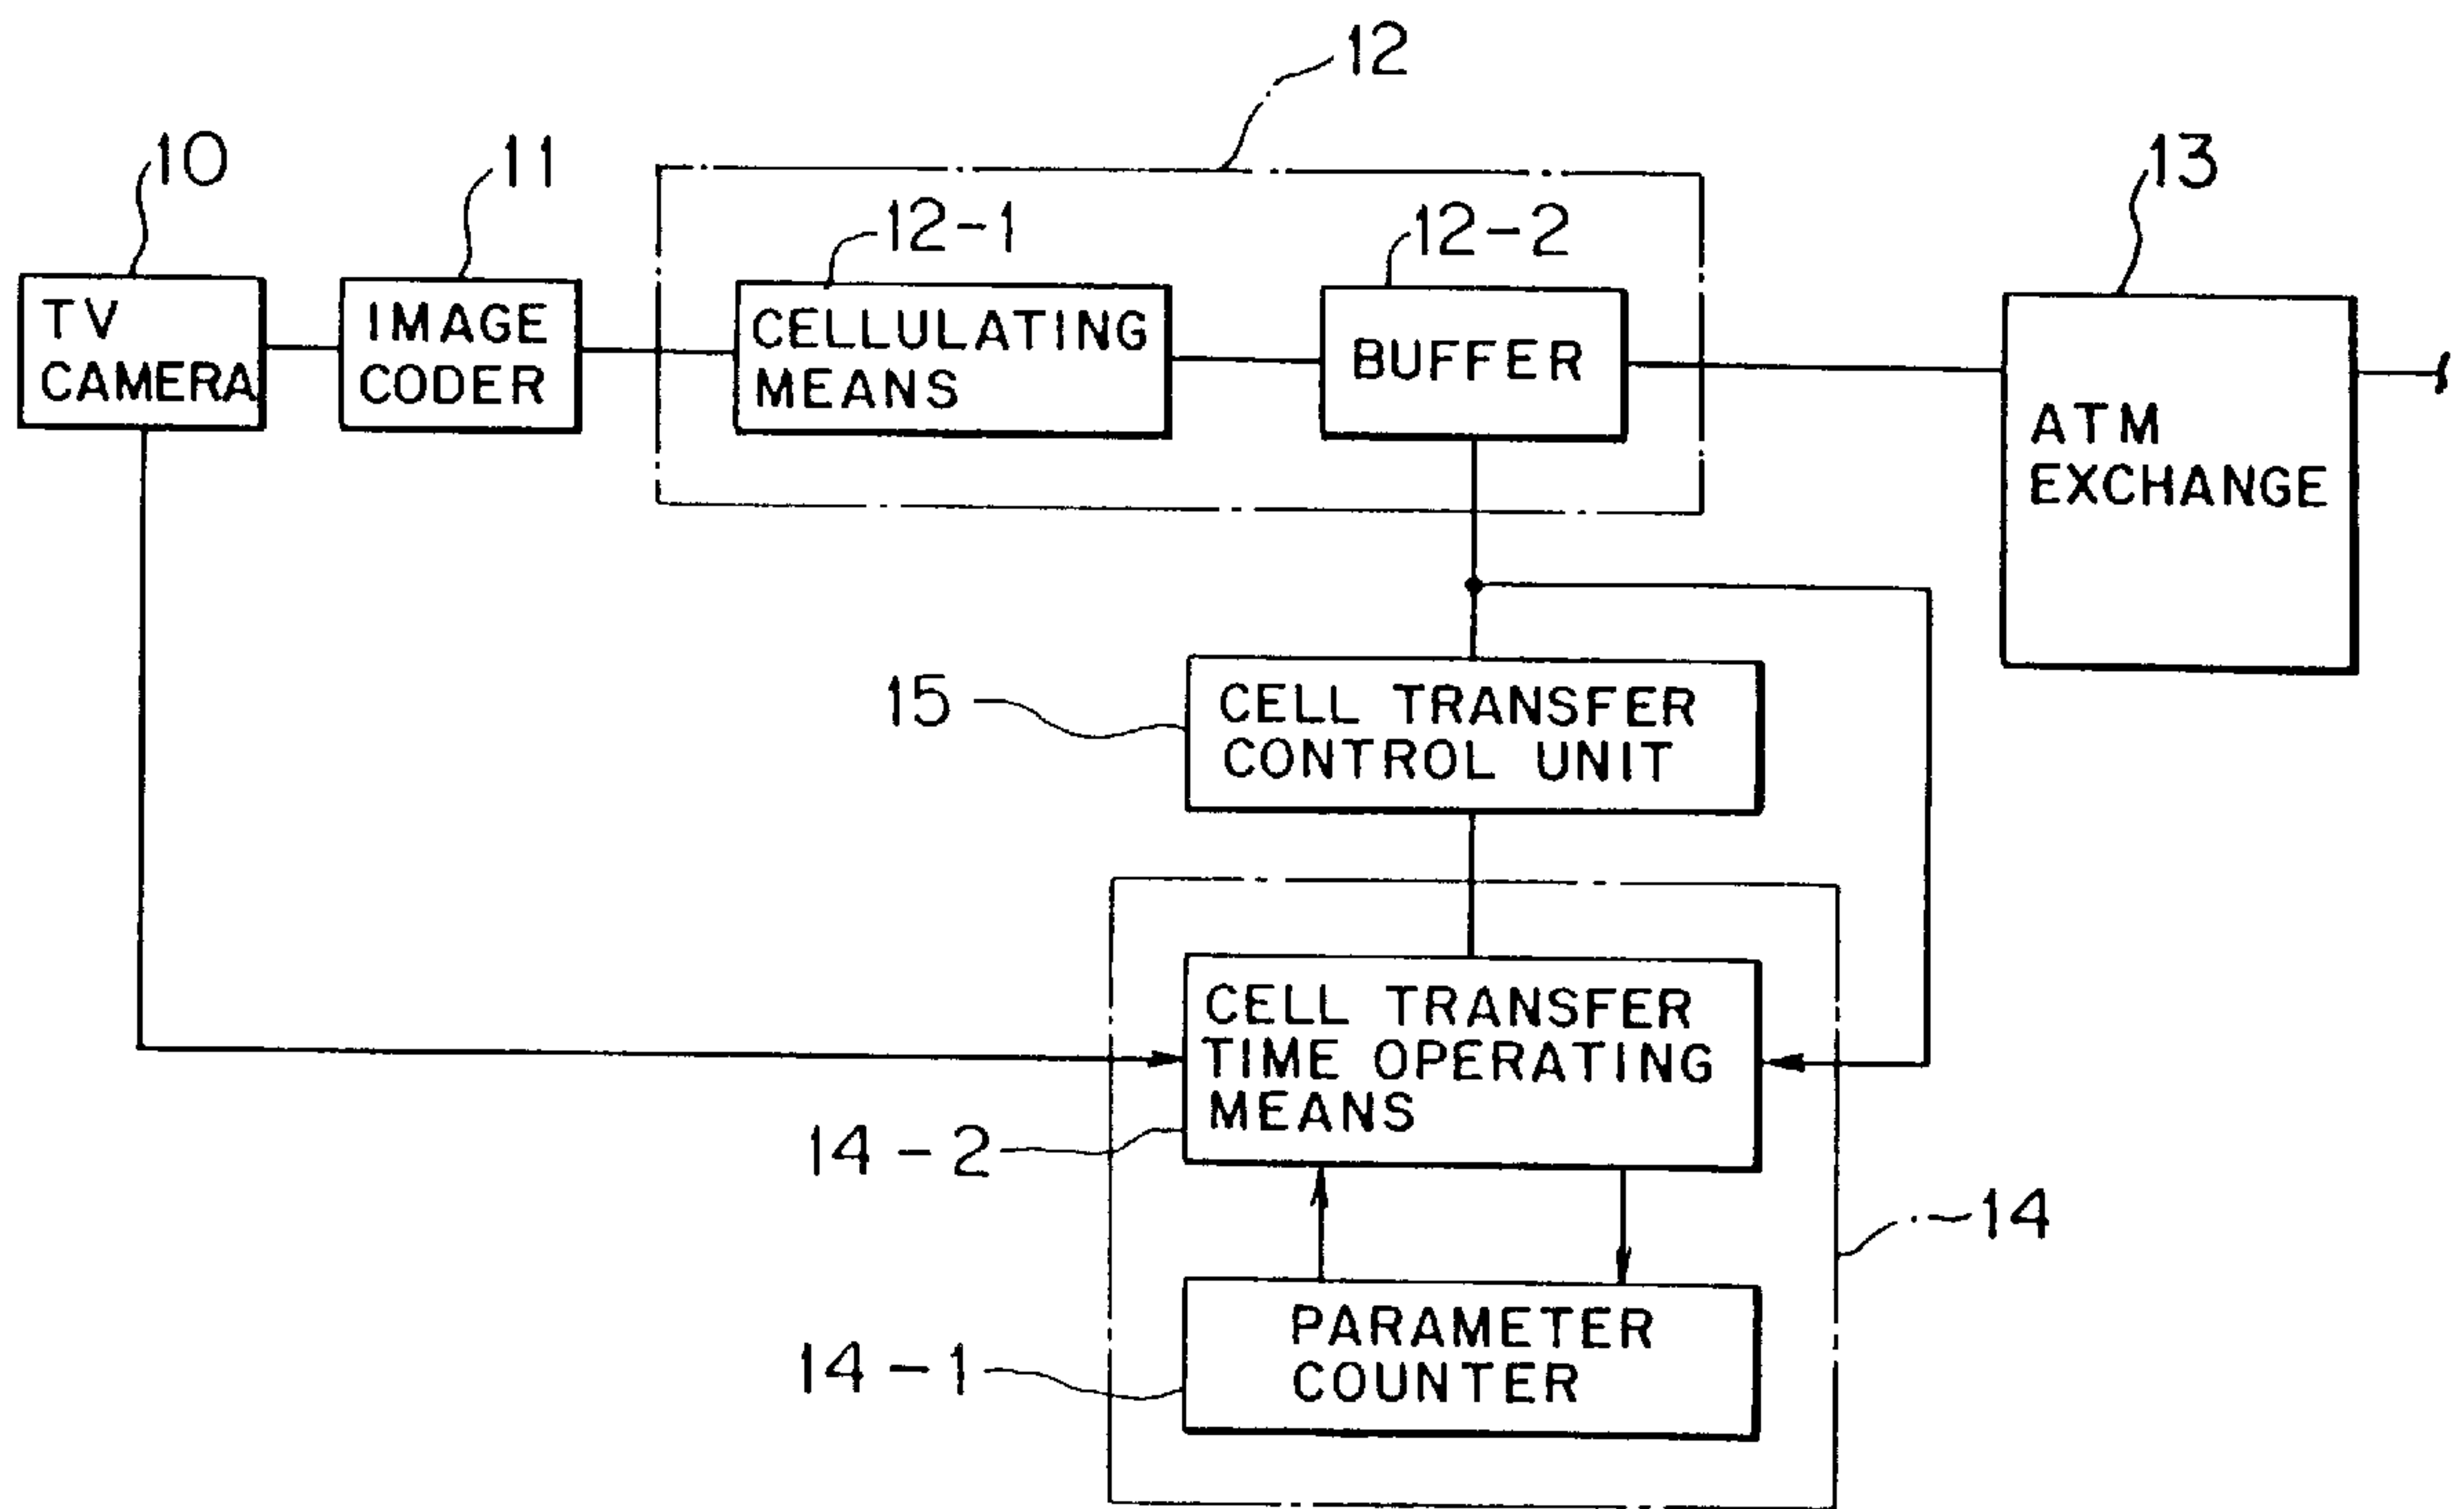 12
10
11
13
12-1
12-2
TV
CAMERA
IMAGE
CODER
CELLULATING
MEANS
BUFFER
ATM
EXCHANGE
15
CELL TRANSFER
CONTROL UNIT
CELL TRANSFER
TIME OPERATING
MEANS
14-2
14
PARAMETER
COUNTER
14-1